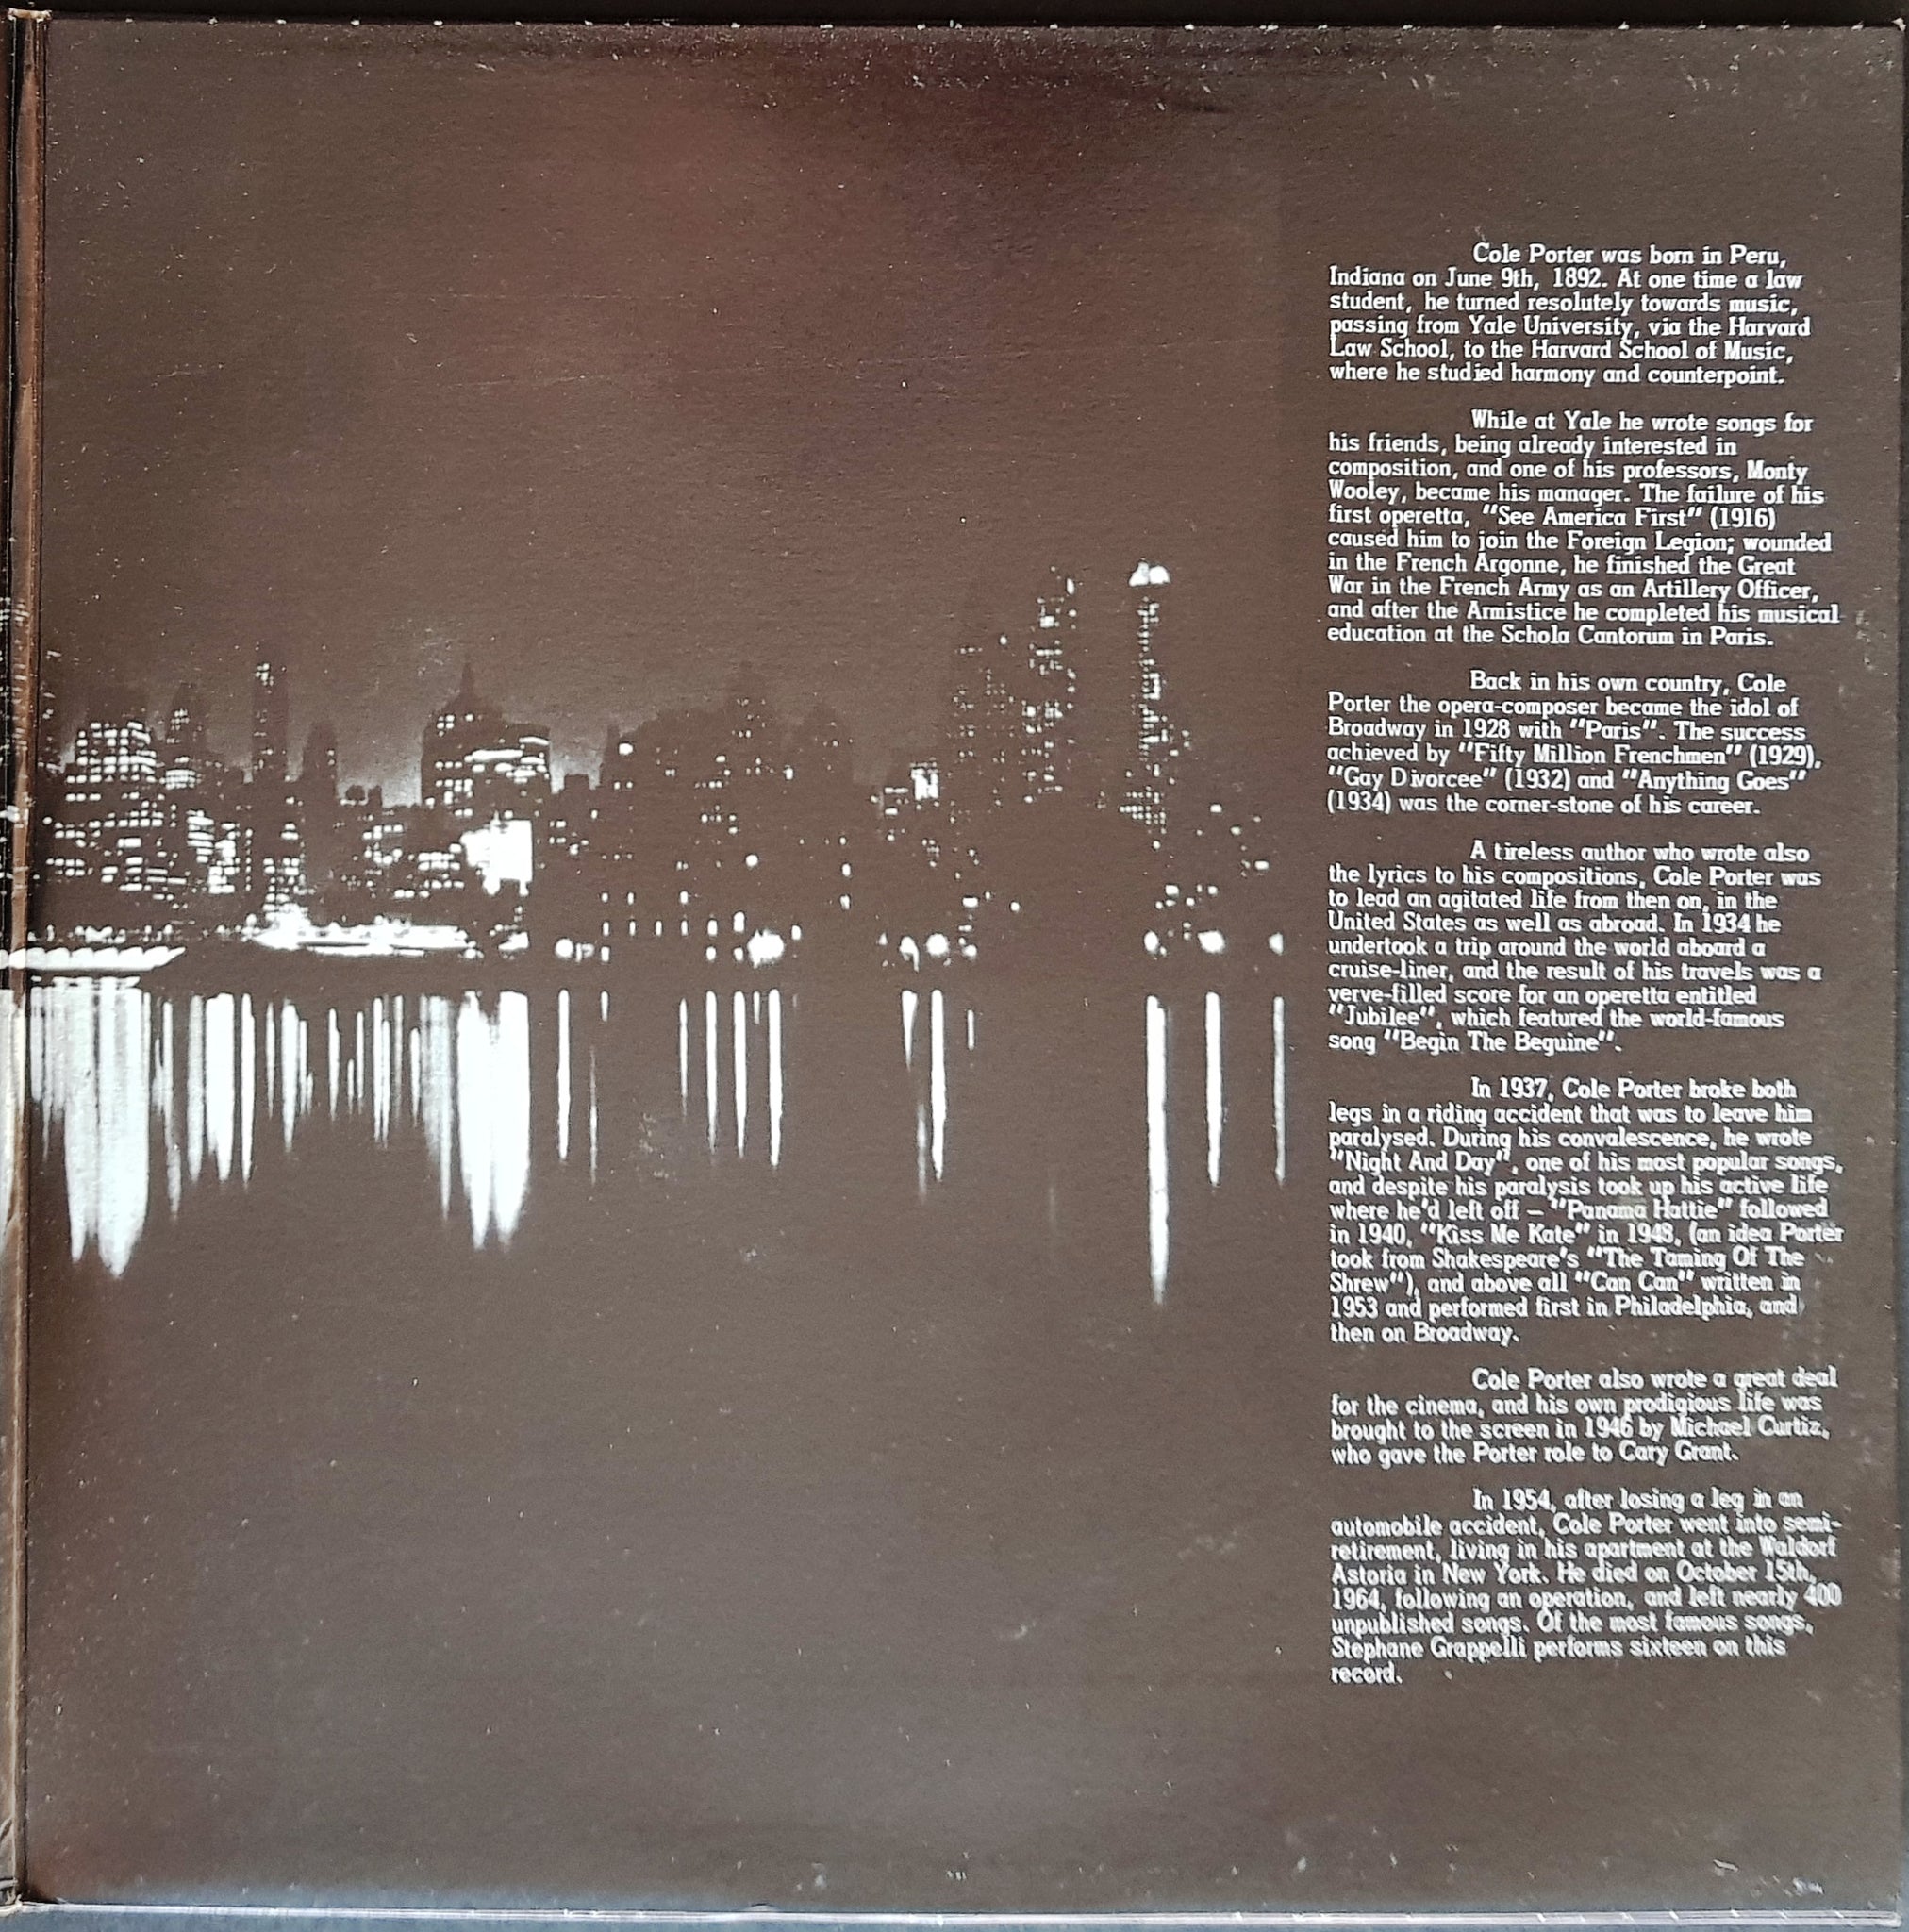 Cole Porter was born in Peru,
Indiana on June 9th, 1892. At one time a law
student, he turned resolutely towards music,
passing from Yale University, via the Harvard
Law School, to the Harvard School of Music,
where he studied harmony and counterpoint.
While at Yale he wrote songs for
his friends, being already interested in
composition, and one of his professors, Monty
Wooley, became his manager. The failure of his
first operetta, "See America First" (1916)
caused him to join the Foreign Legion; wounded
in the French Argonne, he finished the Great
War in the French Army as an Artillery Officer,
and after the Armistice he completed his musical
education at the Schola Cantorum in Paris.
Back in his own country, Cole
Porter the opera-composer became the idol of
Broadway in 1928 with "Paris". The success
achieved by "Fifty Million Frenchmen" (1929),
"Gay Divorcee" (1932) and "Anything Goes"
(1934) was the corner-stone of his career.
A tireless author who wrote also
the lyrics to his compositions, Cole Porter was
to lead an agitated life from then on, in the
United States as well as abroad. In 1934 he
undertook a trip around the world aboard a
cruise-liner, and the result of his travels was a
verve-filled score for an operetta entitled
"Jubilee", which featured the world-famous
song "Begin The Beguine".
In 1937, Cole Porter broke both
legs in a riding accident that was to leave him
paralysed. During his convalescence, he wrote
"Night And Day", one of his most popular songs,
and despite his paralysis took up his active life
where he'd left off – "Panama Hattie" followed
in 1940, "Kiss Me Kate" in 1948, (an idea Porter
took from Shakespeare's "The Taming Of The
Shrew"), and above all "Can Can" written in
1953 and performed first in Philadelphia, and
then on Broadway.
Cole Porter also wrote a great deal
for the cinema, and his own prodigious life was
brought to the screen in 1946 by Michael Curtiz,
who gave the Porter role to Cary Grant.
In 1954, after losing a leg in an
automobile accident, Cole Porter went into semi-
retirement, living in his apartment at the Waldorf
Astoria in New York. He died on October 15th,
1964, following an operation, and left nearly 400
unpublished songs. Of the most famous songs,
Stephane Grappelli performs sixteen on this
record.